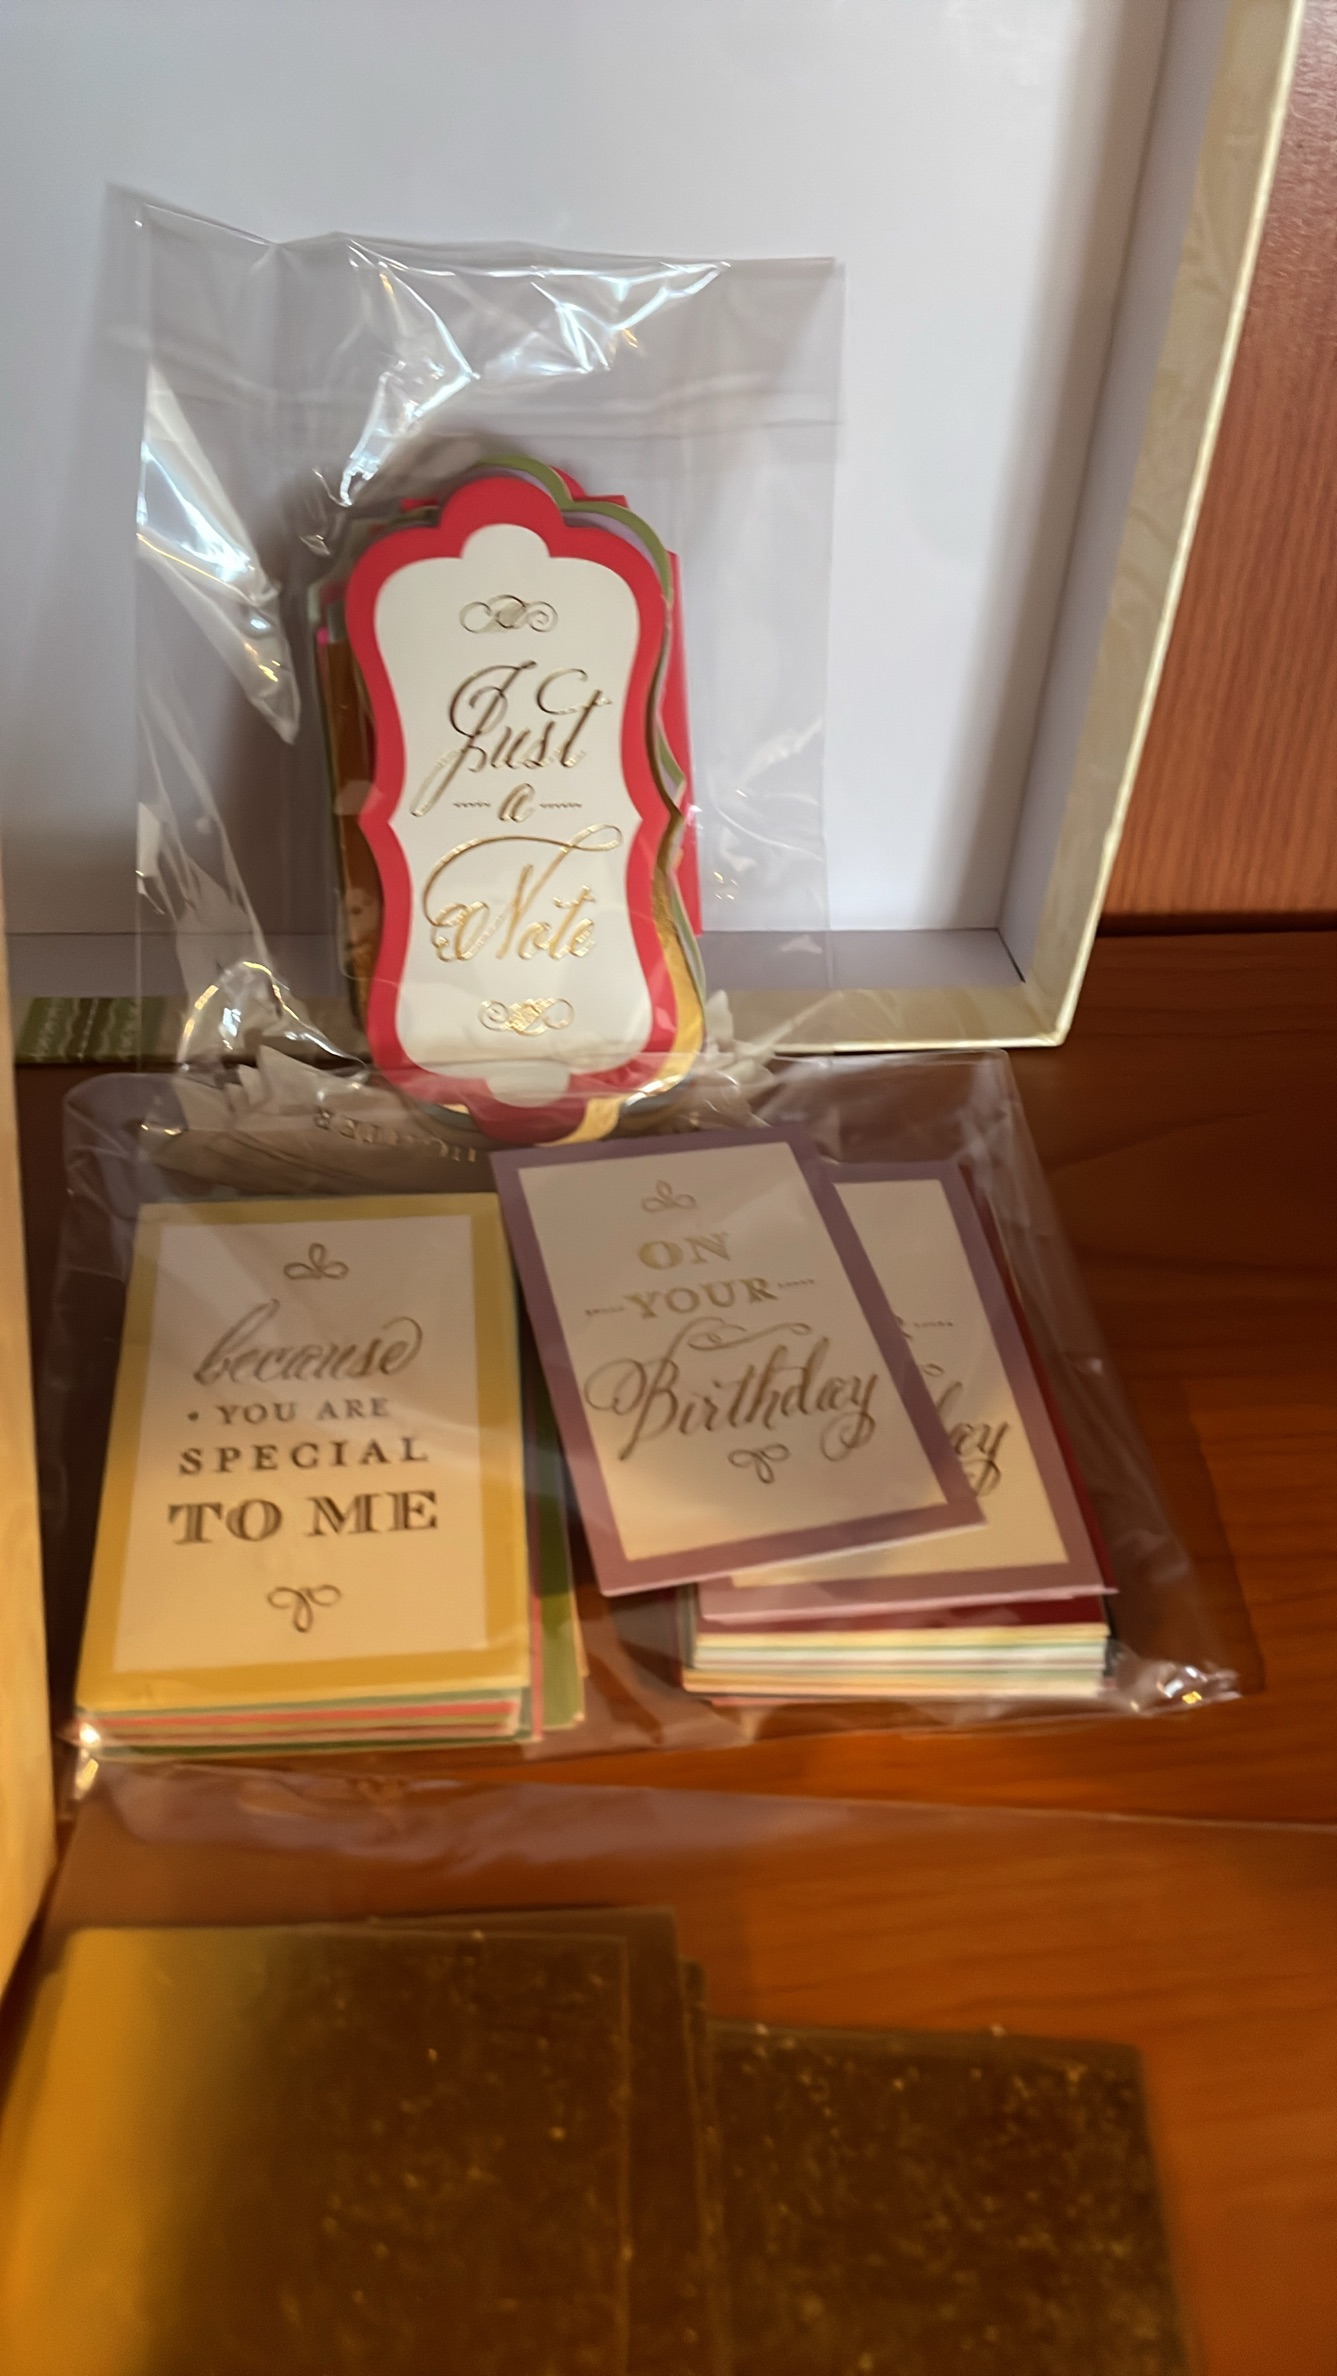 Just
a
Note
because
• YOU ARE
SPECIAL
TO ME
ON
YOUR
Birthday